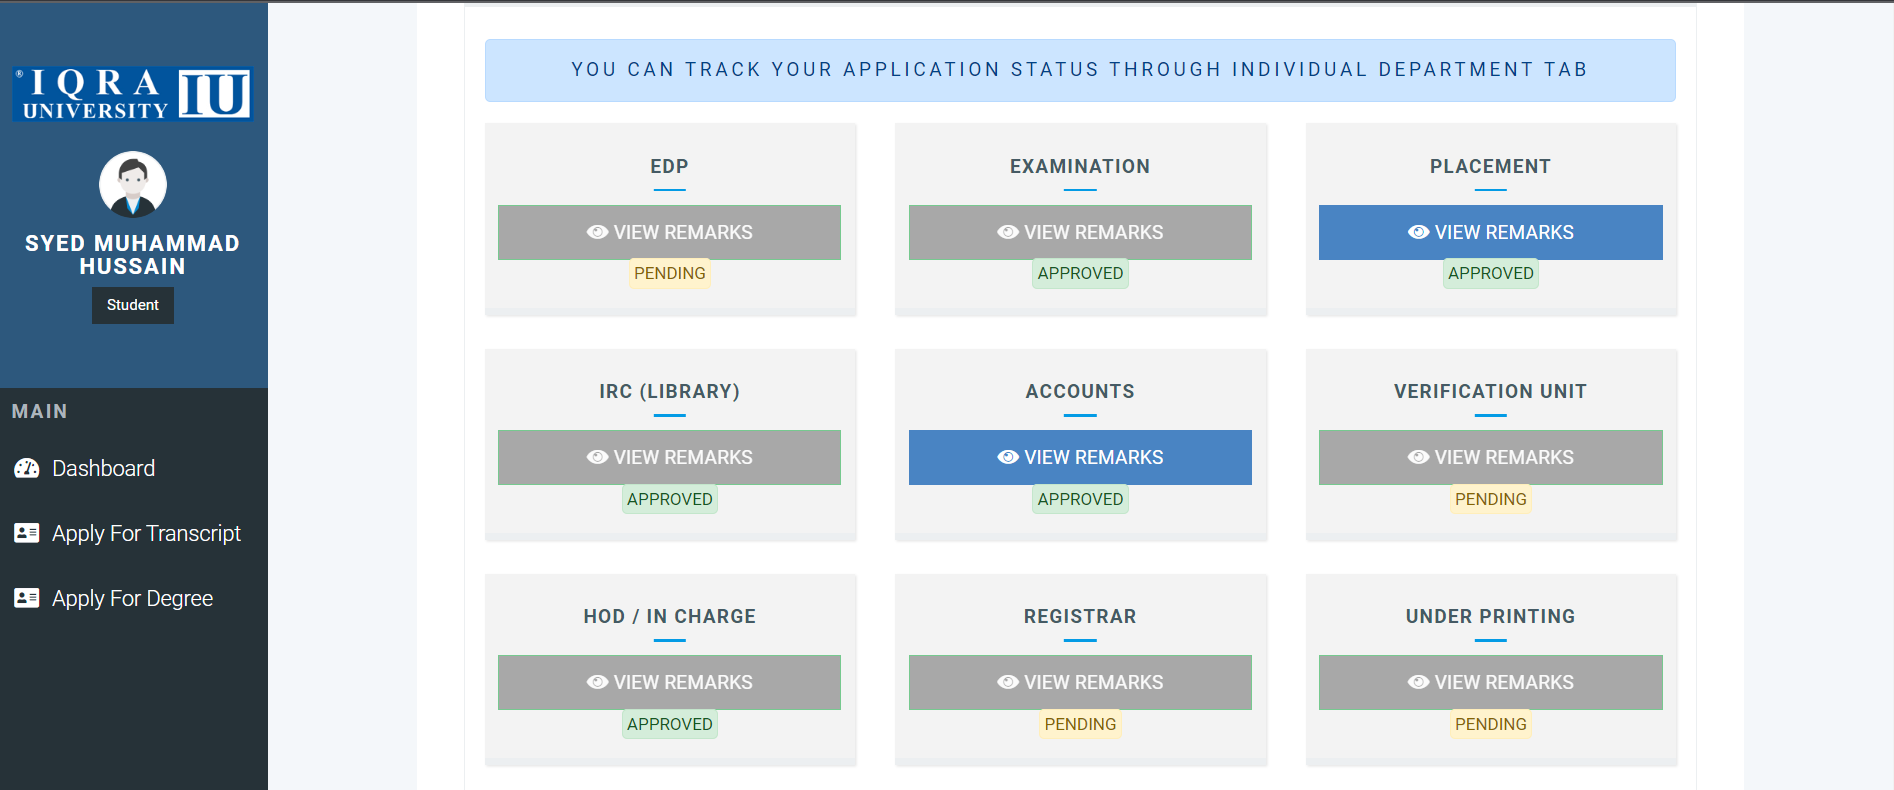 ® IQRA
UNIVERSITY IU
SYED MUHAMMAD
HUSSAIN
Student
MAIN
Dashboard
Apply For Transcript
Apply For Degree
YOU CAN TRACK YOUR APPLICATION STATUS THROUGH INDIVIDUAL DEPARTMENT TAB
EDP
VIEW REMARKS
PENDING
EXAMINATION
VIEW REMARKS
APPROVED
PLACEMENT
VIEW REMARKS
APPROVED
IRC (LIBRARY)
VIEW REMARKS
APPROVED
ACCOUNTS
VIEW REMARKS
APPROVED
VERIFICATION UNIT
VIEW REMARKS
PENDING
HOD / IN CHARGE
VIEW REMARKS
APPROVED
REGISTRAR
VIEW REMARKS
PENDING
UNDER PRINTING
VIEW REMARKS
PENDING